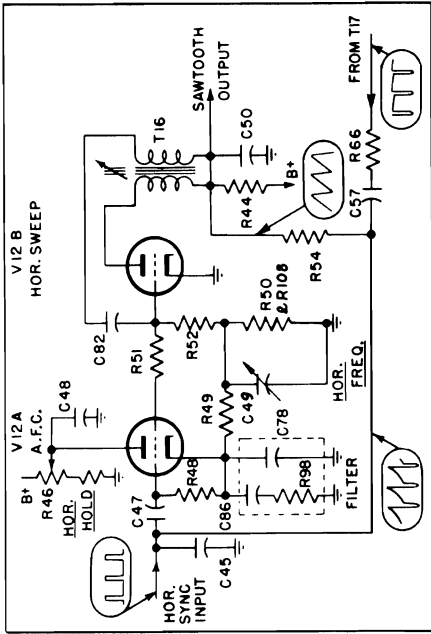 V12A
A.F.C.
V12B
HOR. SWEEP
B+
R46
HOR.
HOLD
C48
C82
T16
SAWTOOTH
OUTPUT
C50
R44
B+
C47
R51
R52
R48
R49
HOR.
SYNC
INPUT
C45
C86
R98
FILTER
C49
C78
HOR.
FREQ.
R50
&R108
R54
C57
R66
FROM T17